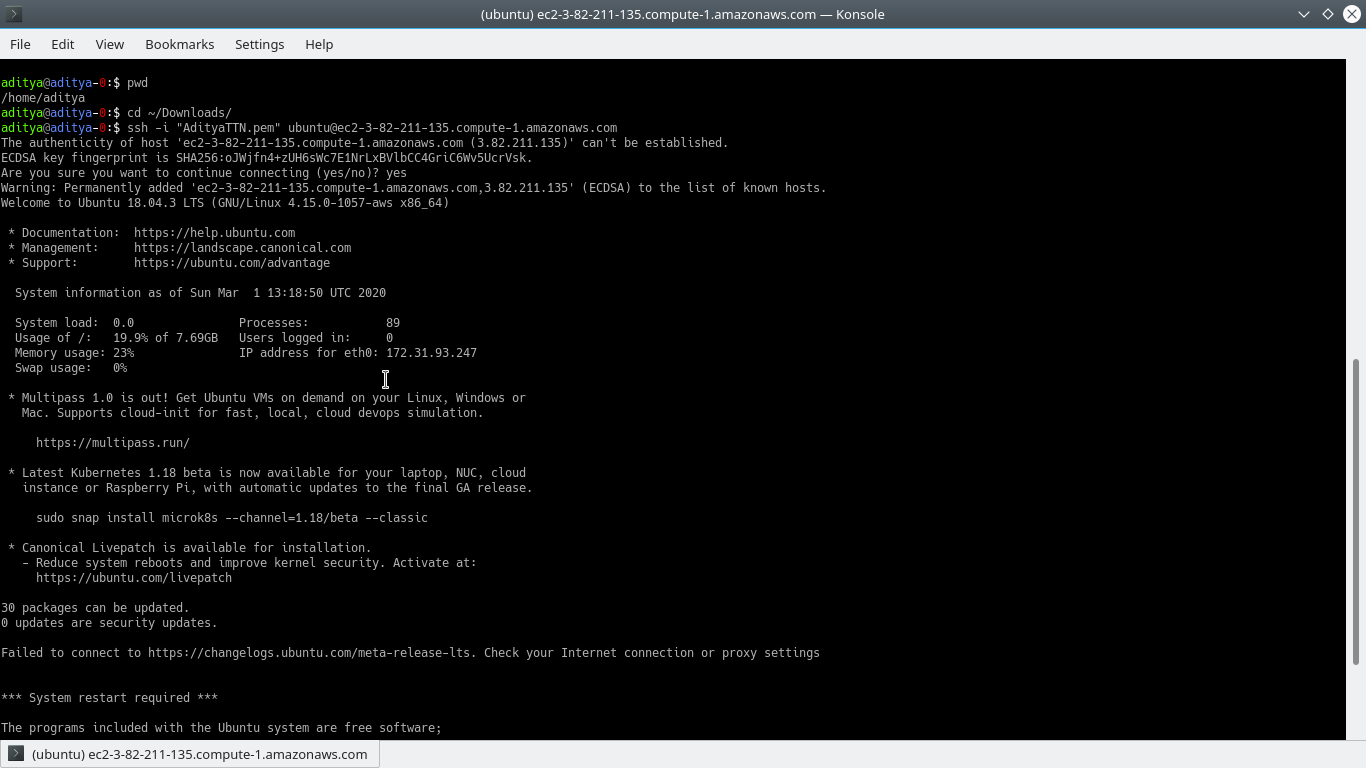 (ubuntu) ec2-3-82-211-135.compute-1.amazonaws.com — Konsole
File Edit View Bookmarks Settings Help
aditya@aditya-0:$ pwd
/home/aditya
aditya@aditya-0:$ cd ~/Downloads/
aditya@aditya-0:$ ssh -i "AdityaTTN.pem" ubuntu@ec2-3-82-211-135.compute-1.amazonaws.com
The authenticity of host 'ec2-3-82-211-135.compute-1.amazonaws.com (3.82.211.135)' can't be established.
ECDSA key fingerprint is SHA256:oJWjfn4+zUH6sWc7E1NrLxBVlbCC4GriC6Wv5UcrVsk.
Are you sure you want to continue connecting (yes/no)? yes
Warning: Permanently added 'ec2-3-82-211-135.compute-1.amazonaws.com,3.82.211.135' (ECDSA) to the list of known hosts.
Welcome to Ubuntu 18.04.3 LTS (GNU/Linux 4.15.0-1057-aws x86_64)
* Documentation:  https://help.ubuntu.com
* Management:     https://landscape.canonical.com
* Support:        https://ubuntu.com/advantage
System information as of Sun Mar  1 13:18:50 UTC 2020
System load:  0.0               Processes:           89
Usage of /:   19.9% of 7.69GB   Users logged in:     0
Memory usage: 23%               IP address for eth0: 172.31.93.247
Swap usage:   0%
* Multipass 1.0 is out! Get Ubuntu VMs on demand on your Linux, Windows or
Mac. Supports cloud-init for fast, local, cloud devops simulation.
https://multipass.run/
* Latest Kubernetes 1.18 beta is now available for your laptop, NUC, cloud
instance or Raspberry Pi, with automatic updates to the final GA release.
sudo snap install microk8s --channel=1.18/beta --classic
* Canonical Livepatch is available for installation.
- Reduce system reboots and improve kernel security. Activate at:
https://ubuntu.com/livepatch
30 packages can be updated.
0 updates are security updates.
Failed to connect to https://changelogs.ubuntu.com/meta-release-lts. Check your Internet connection or proxy settings
*** System restart required ***
The programs included with the Ubuntu system are free software;
(ubuntu) ec2-3-82-211-135.compute-1.amazonaws.com